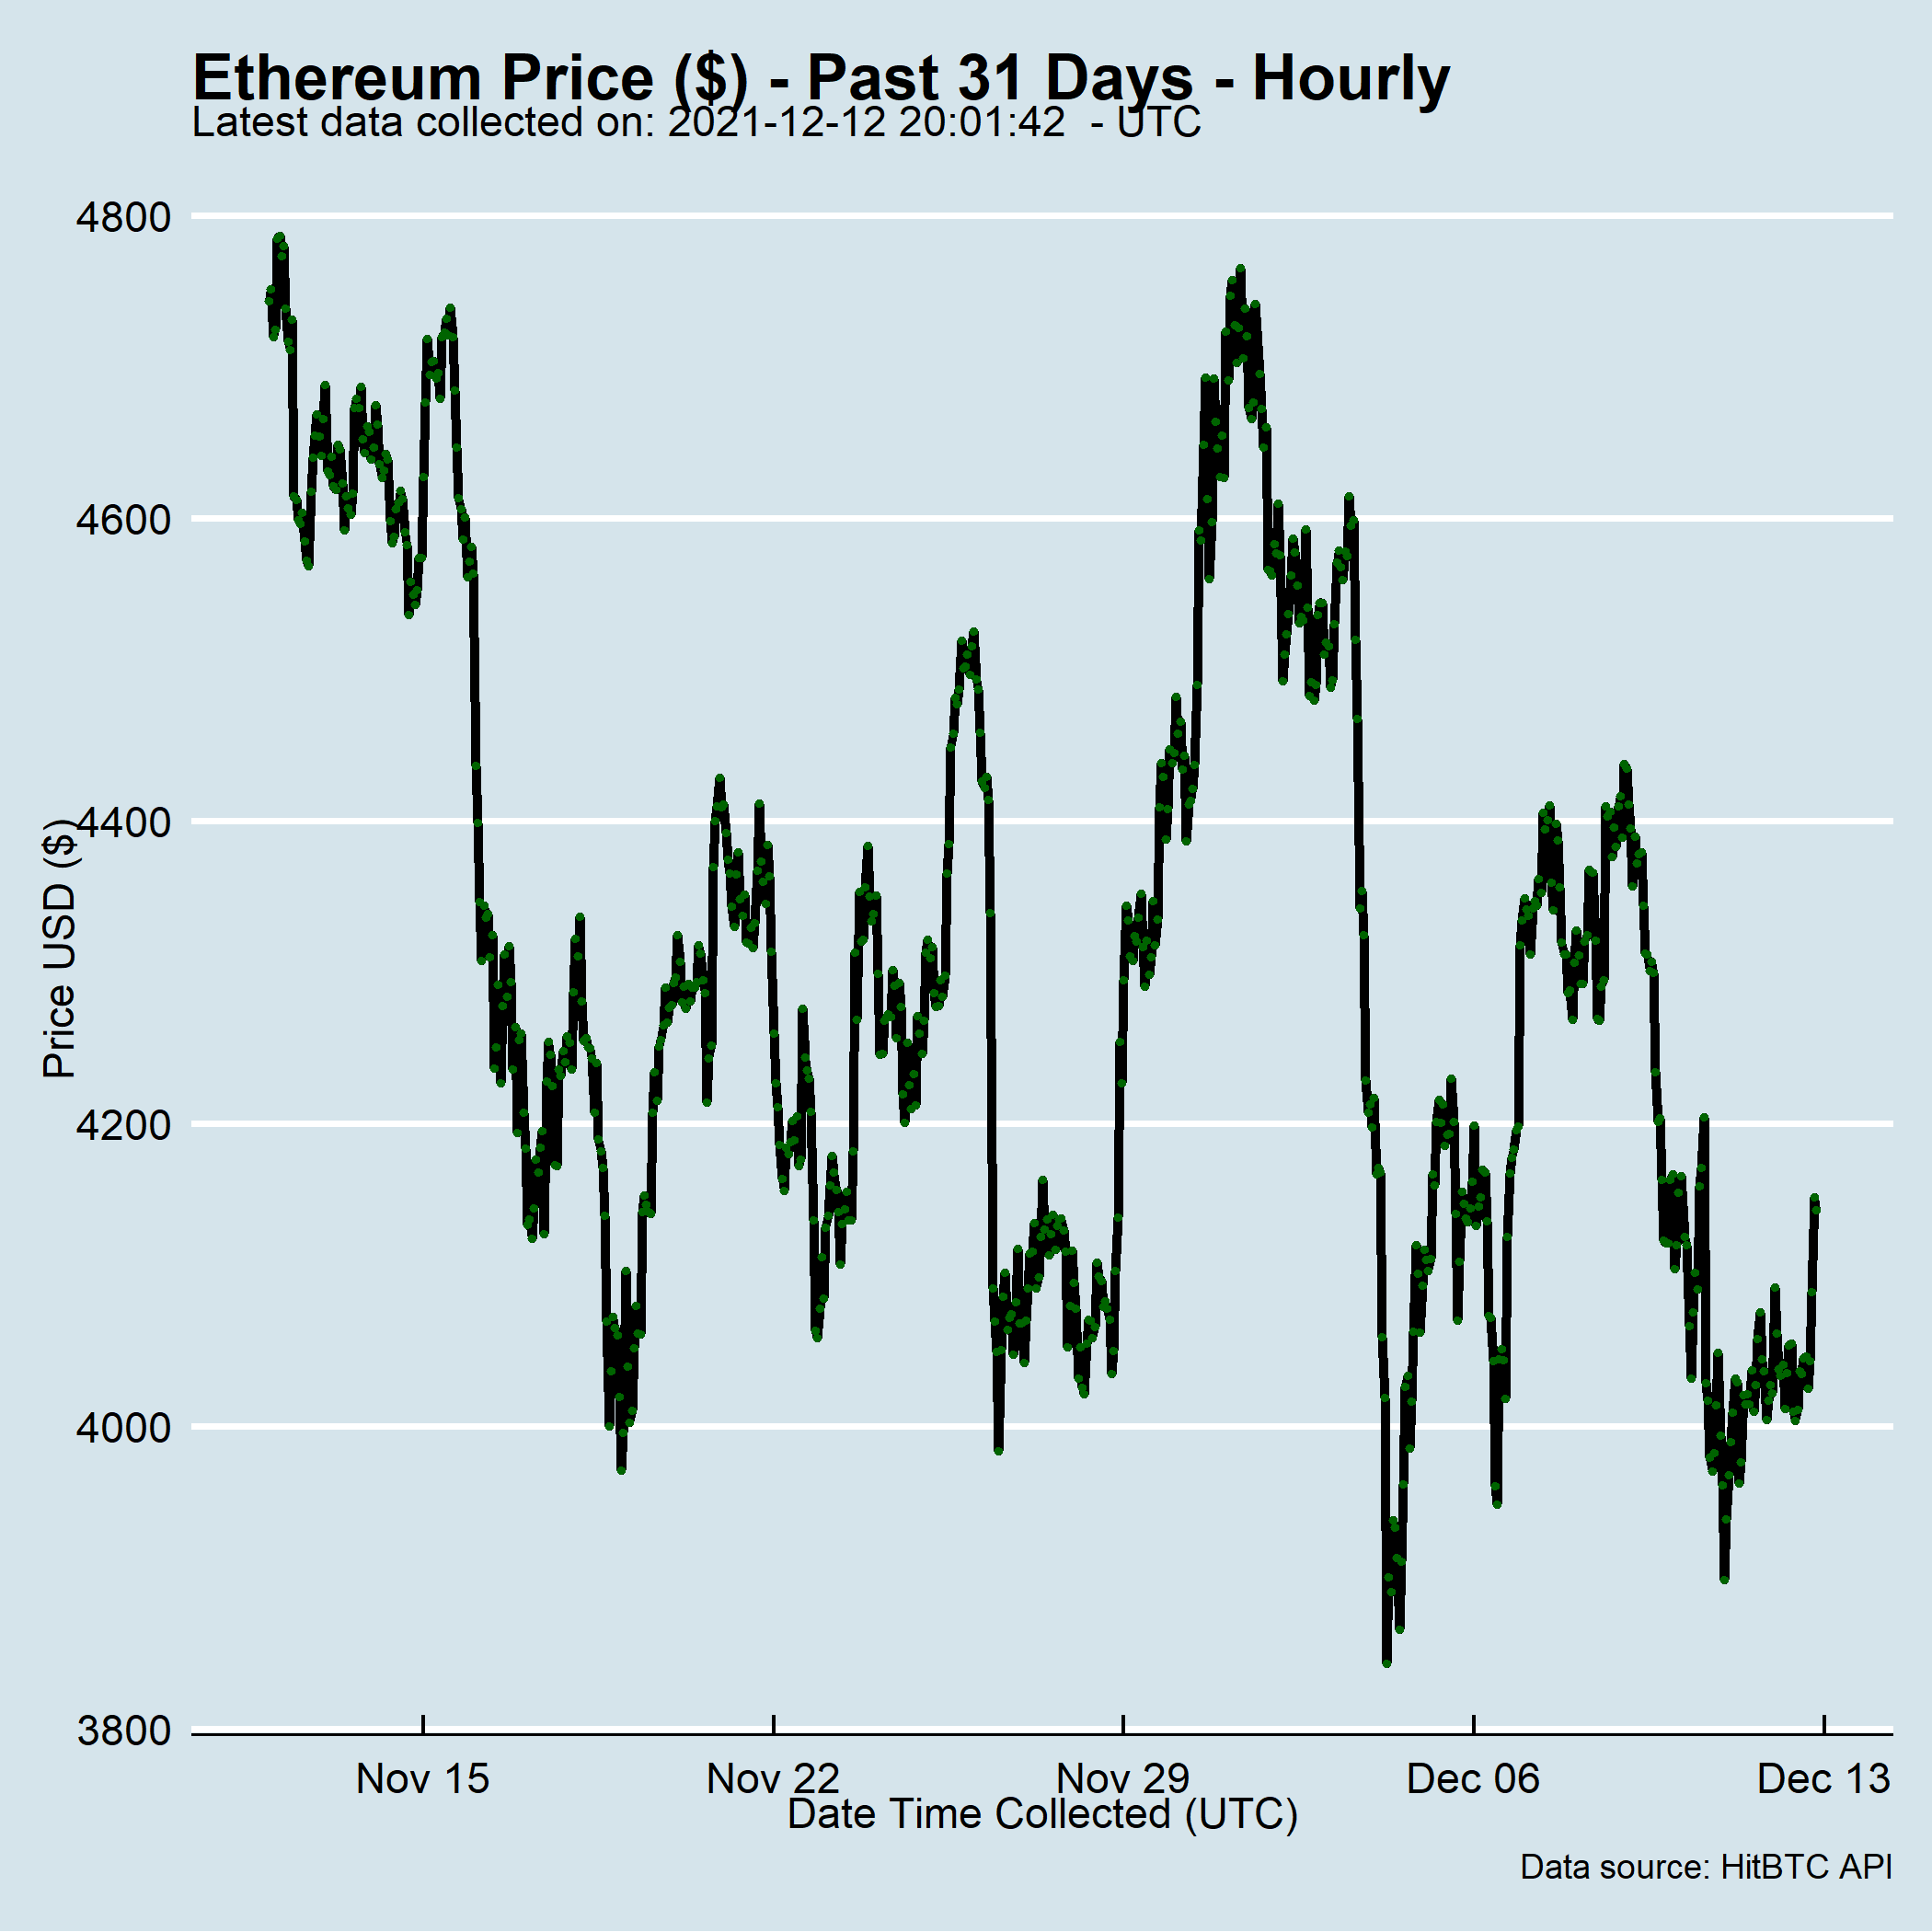 Ethereum Price ($) - Past 31 Days - Hourly
Latest data collected on: 2021-12-12 20:01:42  - UTC
4800
4600
4400
4200
4000
3800
Price USD ($)
Nov 15
Nov 22
Nov 29
Dec 06
Dec 13
Date Time Collected (UTC)
Data source: HitBTC API